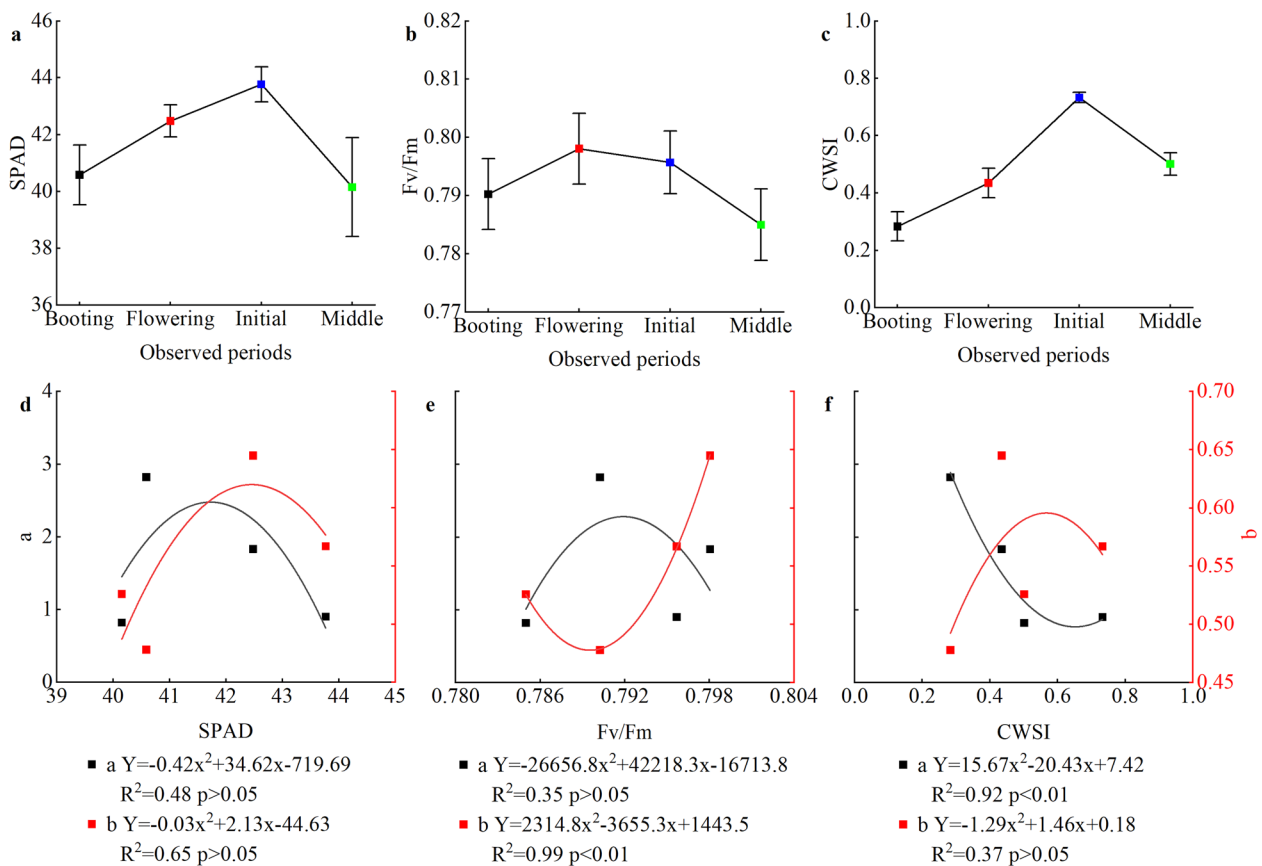 a
SPAD
46
44
42
40
38
36
Booting Flowering Initial Middle
Observed periods
b
Fv/Fm
0.82
0.81
0.80
0.79
0.78
0.77
Booting Flowering Initial Middle
Observed periods
c
CWSI
1.0
0.8
0.6
0.4
0.2
0.0
Booting Flowering Initial Middle
Observed periods
d
a
4
3
2
1
0
39 40 41 42 43 44 45
SPAD
e
0.780 0.786 0.792 0.798 0.804
Fv/Fm
f
0.0 0.2 0.4 0.6 0.8 1.0
CWSI
0.70
0.65
0.60
0.55
0.50
0.45
b
a Y=-0.42x²+34.62x-719.69
R²=0.48 p>0.05
b Y=-0.03x²+2.13x-44.63
R²=0.65 p>0.05
a Y=-26656.8x²+42218.3x-16713.8
R²=0.35 p>0.05
b Y=2314.8x²-3655.3x+1443.5
R²=0.99 p<0.01
a Y=15.67x²-20.43x+7.42
R²=0.92 p<0.01
b Y=-1.29x²+1.46x+0.18
R²=0.37 p>0.05